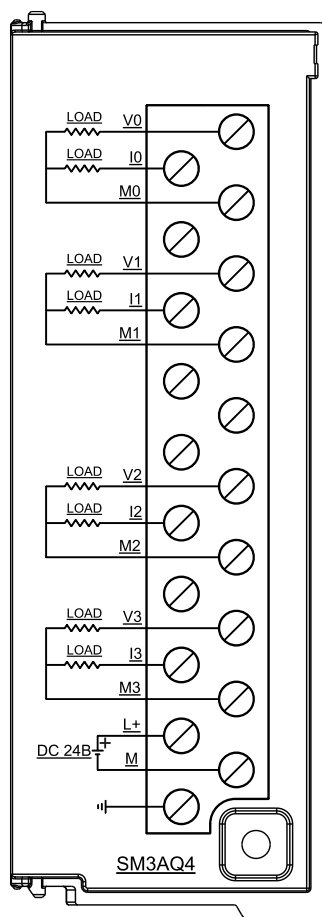 LOAD V0
LOAD I0
M0
LOAD V1
LOAD I1
M1
LOAD V2
LOAD I2
M2
LOAD V3
LOAD I3
M3
L+
+
DC 24В
M
SM3AQ4